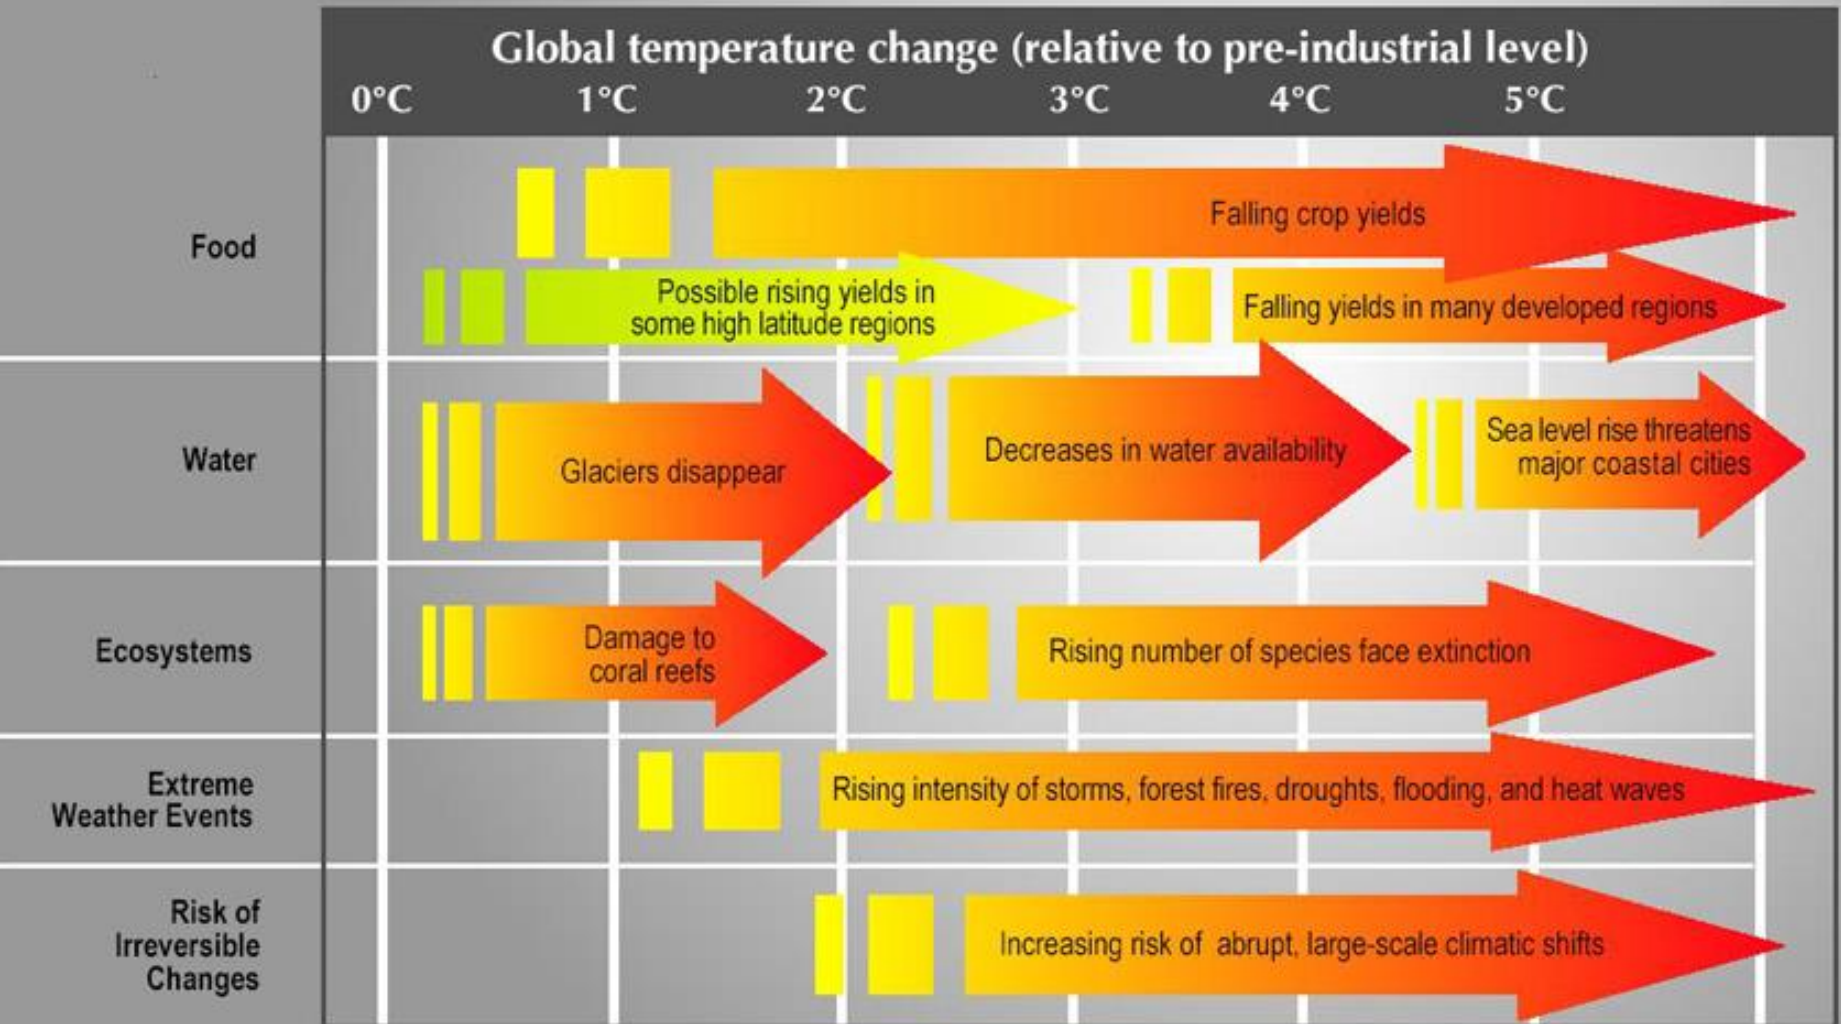 Global temperature change (relative to pre-industrial level)
0°C 1°C 2°C 3°C 4°C 5°C
Food
Falling crop yields
Possible rising yields in
some high latitude regions
Falling yields in many developed regions
Water
Glaciers disappear
Decreases in water availability
Sea level rise threatens
major coastal cities
Ecosystems
Damage to
coral reefs
Rising number of species face extinction
Extreme
Weather Events
Rising intensity of storms, forest fires, droughts, flooding, and heat waves
Risk of
Irreversible
Changes
Increasing risk of abrupt, large-scale climatic shifts